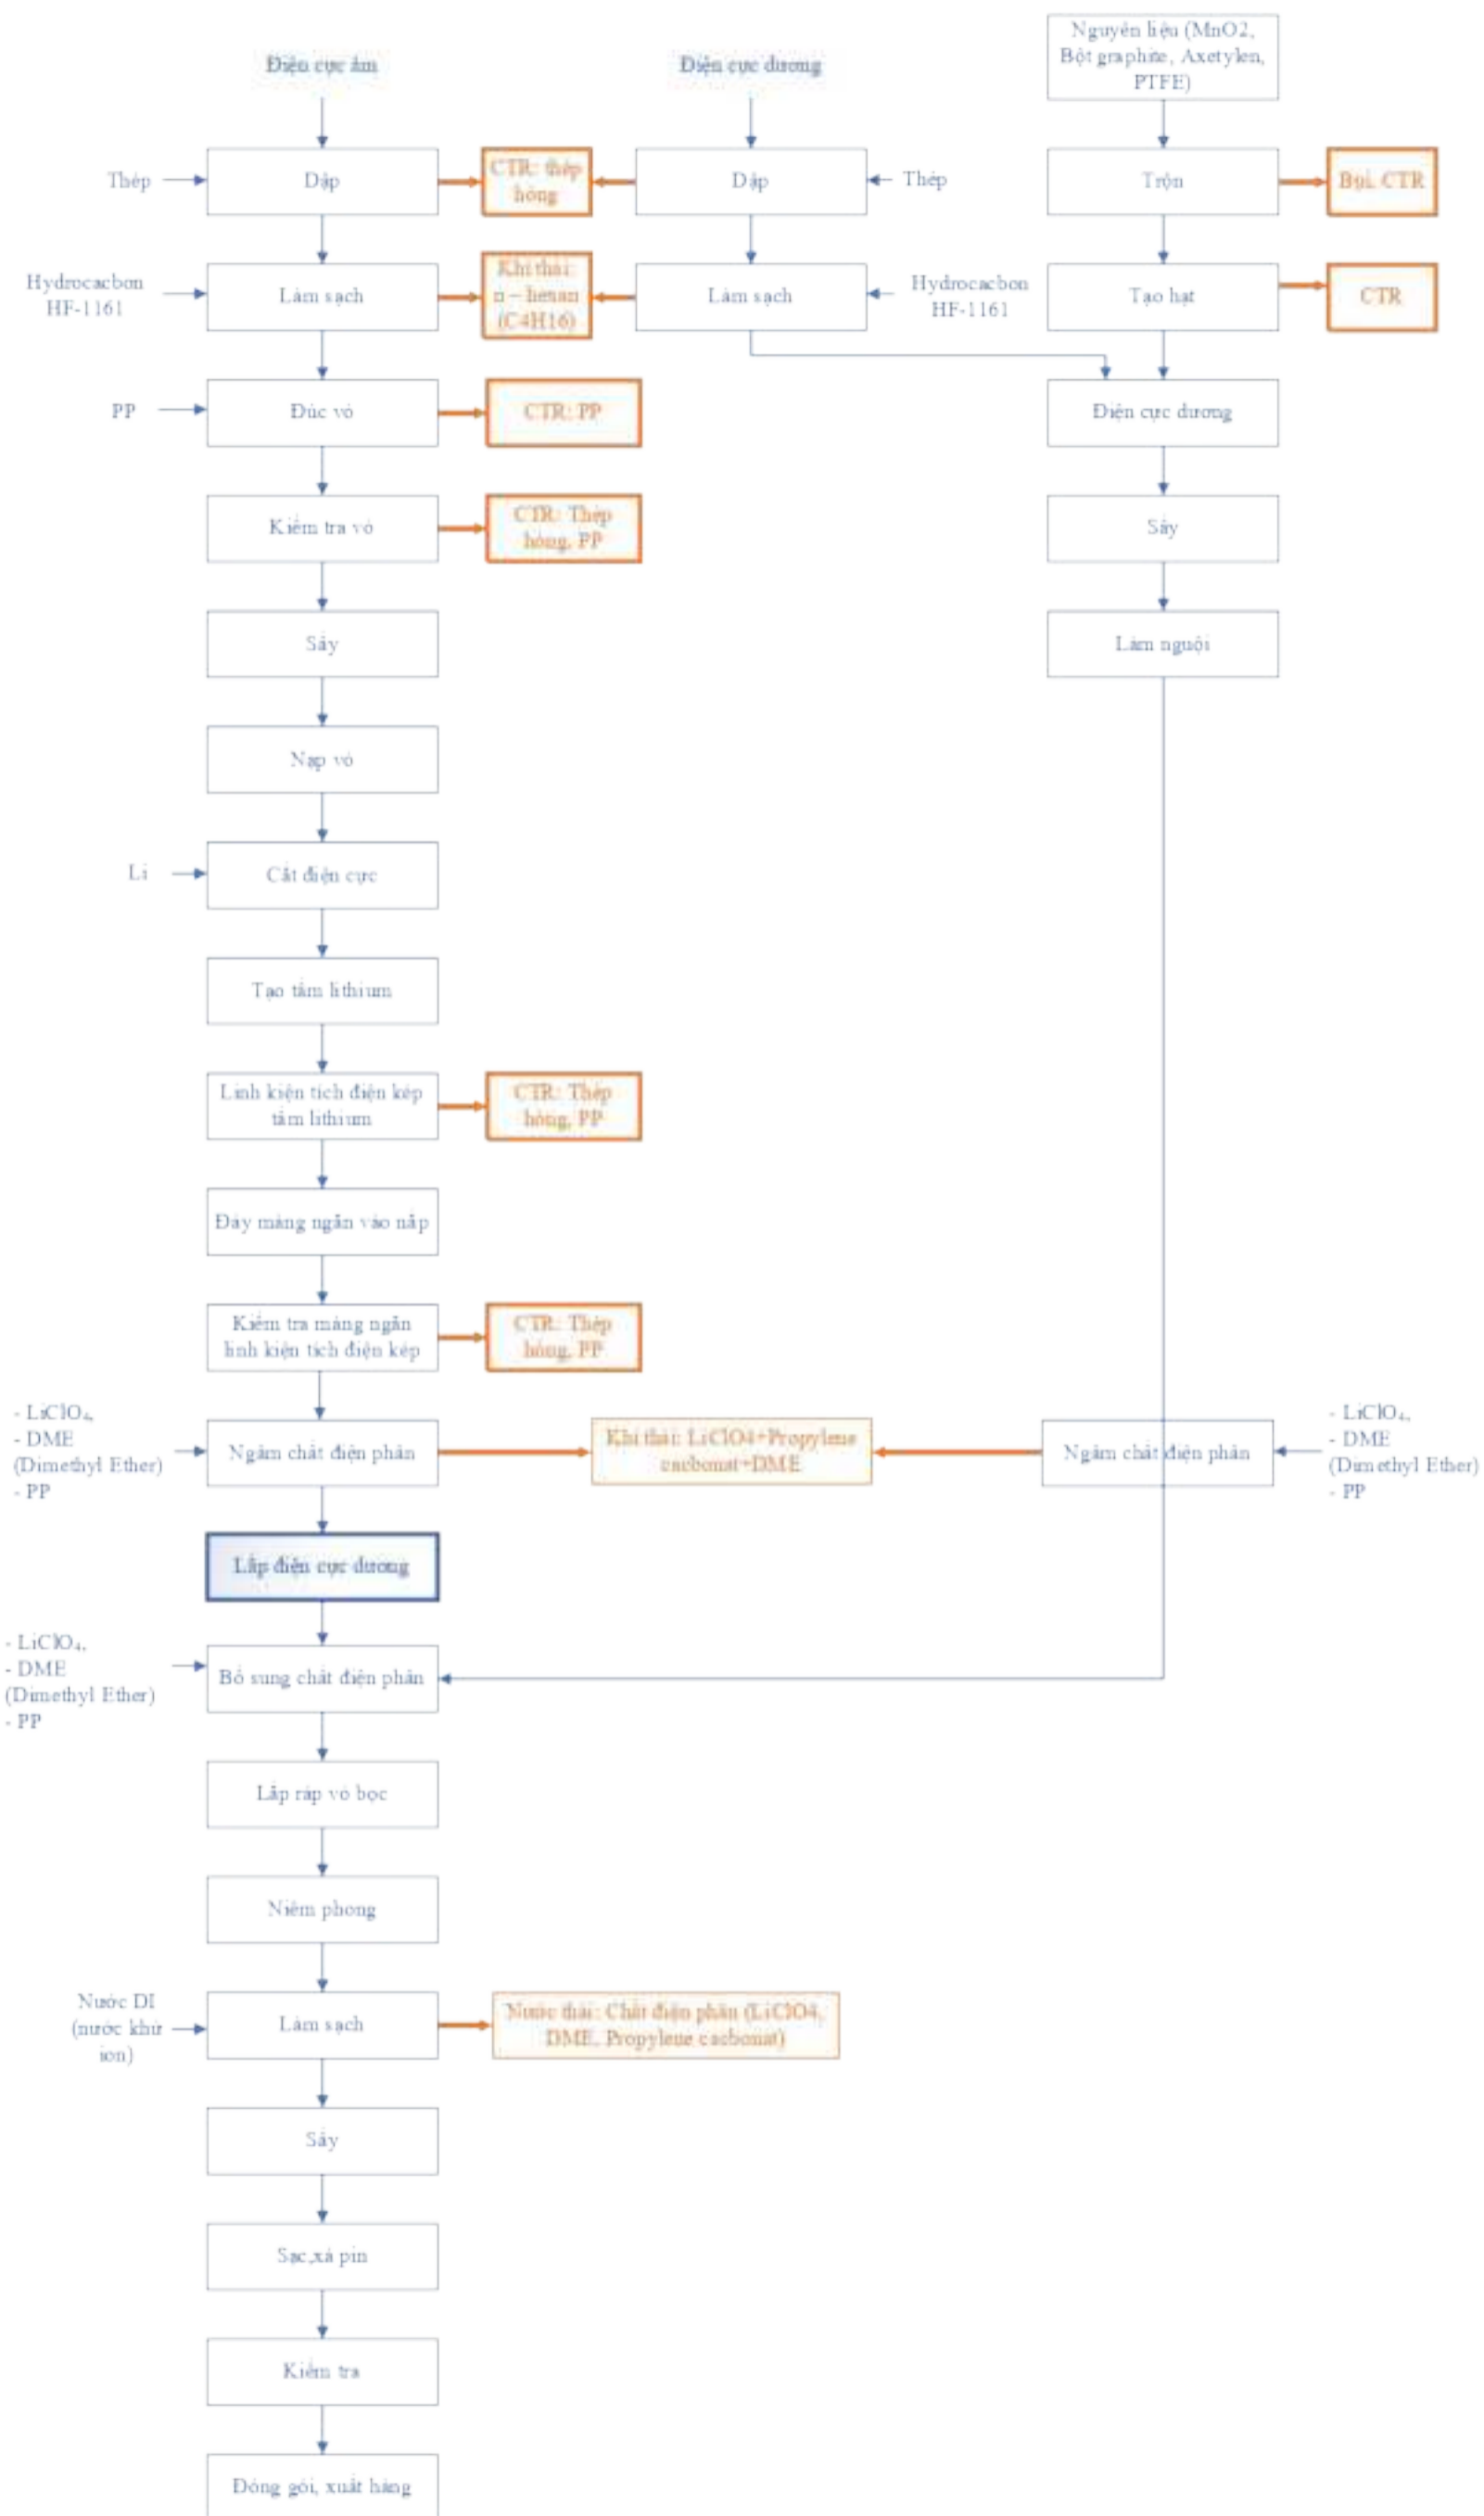 Điện cực âm
Điện cực dương
Nguyên liệu (MnO2,
Bột graphite, Axetylen,
PTFE)
Thép
Dập
CTR: thép
hỏng
Dập
Thép
Trộn
Bụi, CTR
Hydrocacbon
HF-1161
Làm sạch
Khí thải:
n – hexan
(C4H16)
Làm sạch
Hydrocacbon
HF-1161
Tạo hạt
CTR
PP
Đúc vỏ
CTR: PP
Điện cực dương
Kiểm tra vỏ
CTR: Thép
hỏng, PP
Sấy
Sấy
Làm nguội
Nạp vỏ
Li
Cắt điện cực
Tạo tấm lithium
Linh kiện tích điện kép
tấm lithium
CTR: Thép
hỏng, PP
Đẩy màng ngăn vào nắp
Kiểm tra màng ngăn
linh kiện tích điện kép
CTR: Thép
hỏng, PP
- LiClO₄,
- DME
(Dimethyl Ether)
- PP
Ngâm chất điện phân
Khí thải: LiClO4+Propylene
cacbonat+DME
Ngâm chất điện phân
- LiClO₄,
- DME
(Dimethyl Ether)
- PP
Lắp điện cực dương
- LiClO₄,
- DME
(Dimethyl Ether)
- PP
Bổ sung chất điện phân
Lắp ráp vỏ bọc
Niêm phong
Nước DI
(nước khử
ion)
Làm sạch
Nước thải: Chất điện phân (LiClO4,
DME, Propylene cacbonat)
Sấy
Sạc,xả pin
Kiểm tra
Đóng gói, xuất hàng